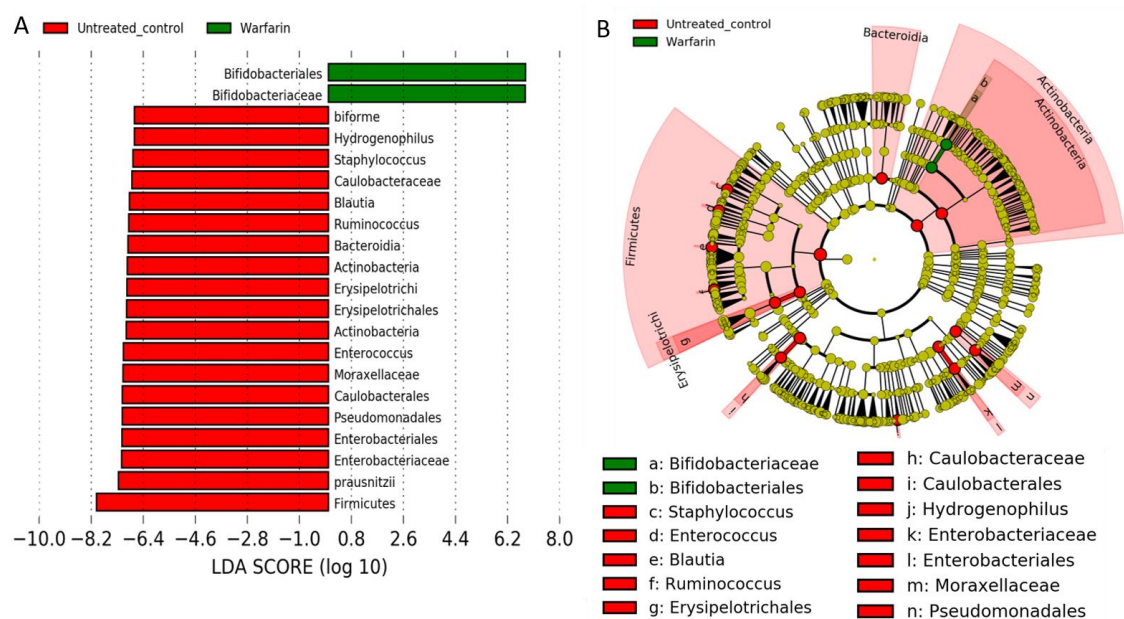 A
Untreated_control
Warfarin
Bifidobacteriales
Bifidobacteriaceae
biforme
Hydrogenophilus
Staphylococcus
Caulobacteraceae
Blautia
Ruminococcus
Bacteroidia
Actinobacteria
Erysipelotrichi
Erysipelotrichales
Actinobacteria
Enterococcus
Moraxellaceae
Caulobacterales
Pseudomonadales
Enterobacteriales
Enterobacteriaceae
prausnitzii
Firmicutes
−10.0 −8.2 −6.4 −4.6 −2.8 −1.0 0.8 2.6 4.4 6.2 8.0
LDA SCORE (log 10)
B
Untreated_control
Warfarin
Bacteroidia
Actinobacteria
Actinobacteria
b
a
Firmicutes
e
Erysipelotrichi
g
h
i
k
l
m
n
a: Bifidobacteriaceae
b: Bifidobacteriales
c: Staphylococcus
d: Enterococcus
e: Blautia
f: Ruminococcus
g: Erysipelotrichales
h: Caulobacteraceae
i: Caulobacterales
j: Hydrogenophilus
k: Enterobacteriaceae
l: Enterobacteriales
m: Moraxellaceae
n: Pseudomonadales